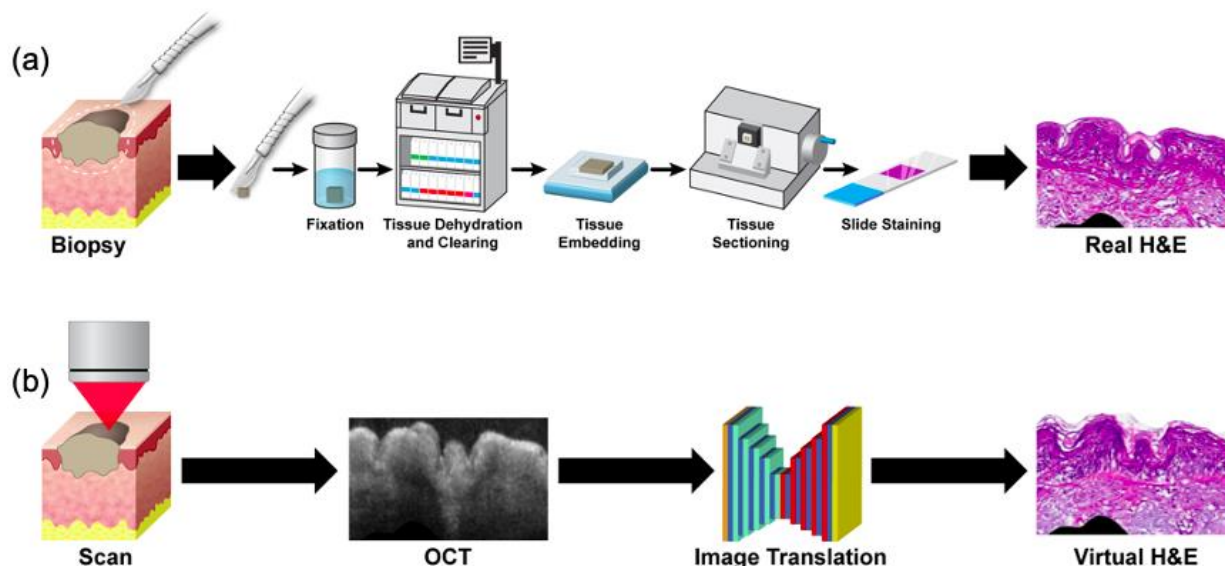 (a)
Biopsy
Fixation
Tissue Dehydration
and Clearing
Tissue
Embedding
Tissue
Sectioning
Slide Staining
Real H&E
(b)
Scan
OCT
Image Translation
Virtual H&E